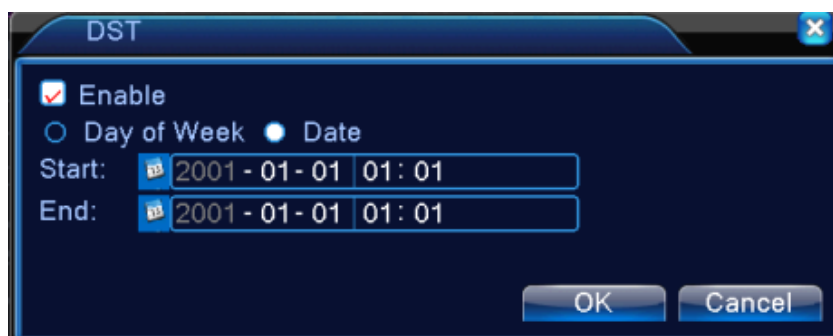 DST
Enable
Day of Week Date
Start: 2001-01-01 01:01
End: 2001-01-01 01:01
OK Cancel